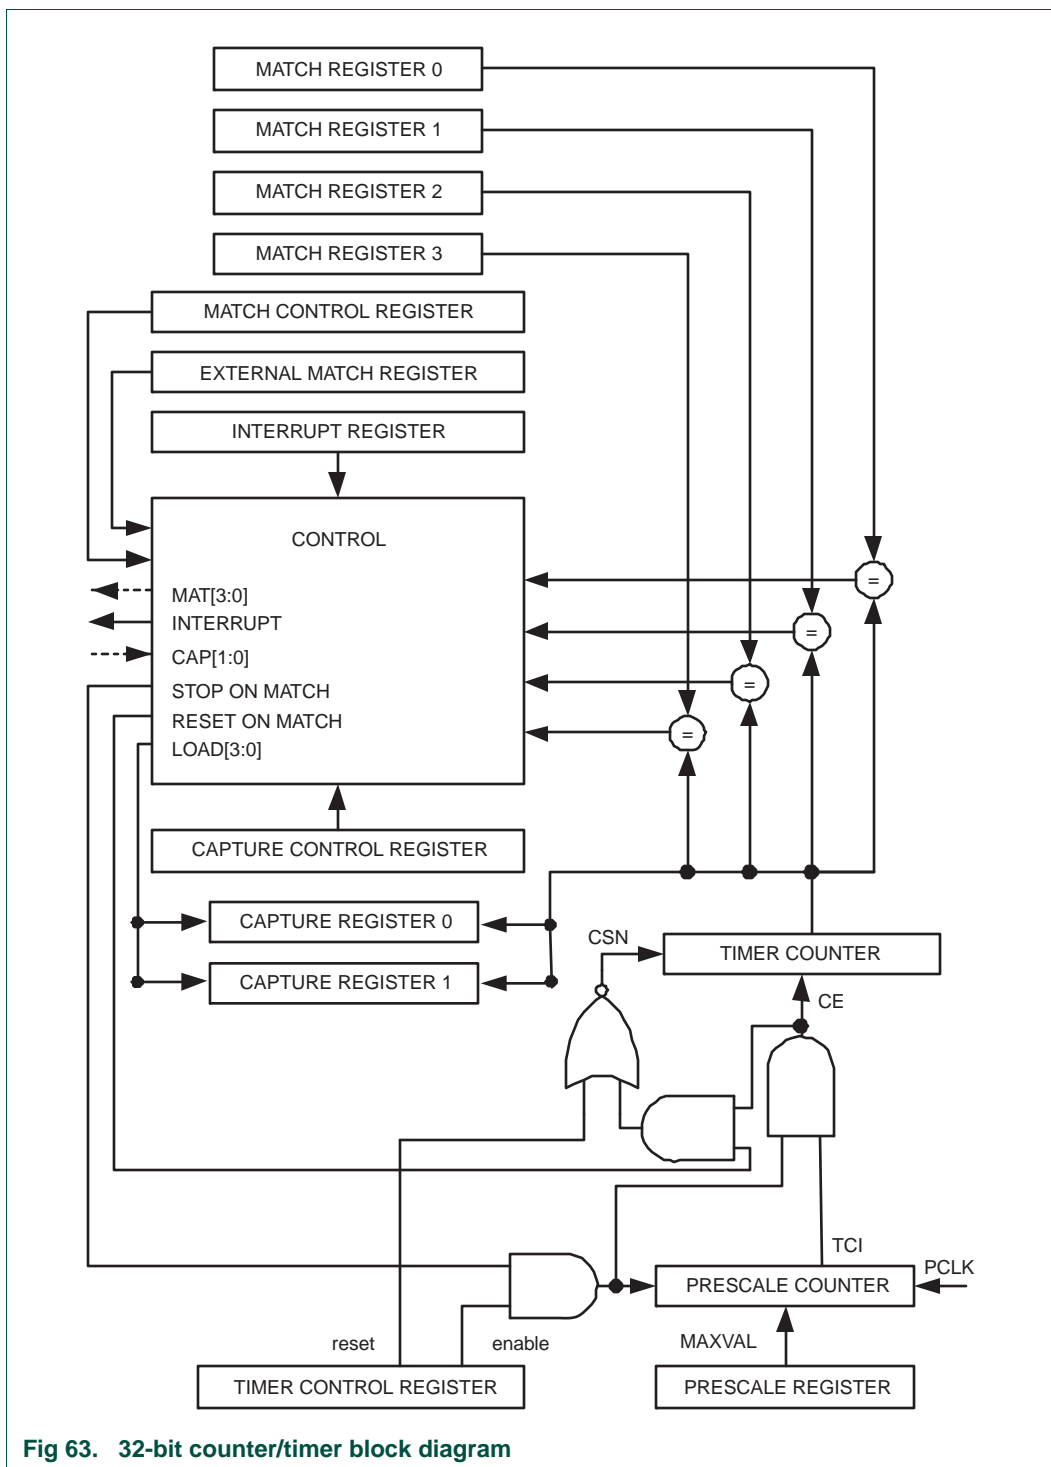 MATCH REGISTER 0
MATCH REGISTER 1
MATCH REGISTER 2
MATCH REGISTER 3
MATCH CONTROL REGISTER
EXTERNAL MATCH REGISTER
INTERRUPT REGISTER
CONTROL
=
MAT[3:0]
INTERRUPT
=
CAP[1:0]
=
STOP ON MATCH
RESET ON MATCH
=
LOAD[3:0]
CAPTURE CONTROL REGISTER
CAPTURE REGISTER 0
CSN
TIMER COUNTER
CAPTURE REGISTER 1
CE
TCI
PCLK
PRESCALE COUNTER
reset
enable
MAXVAL
TIMER CONTROL REGISTER
PRESCALE REGISTER
Fig 63. 32-bit counter/timer block diagram